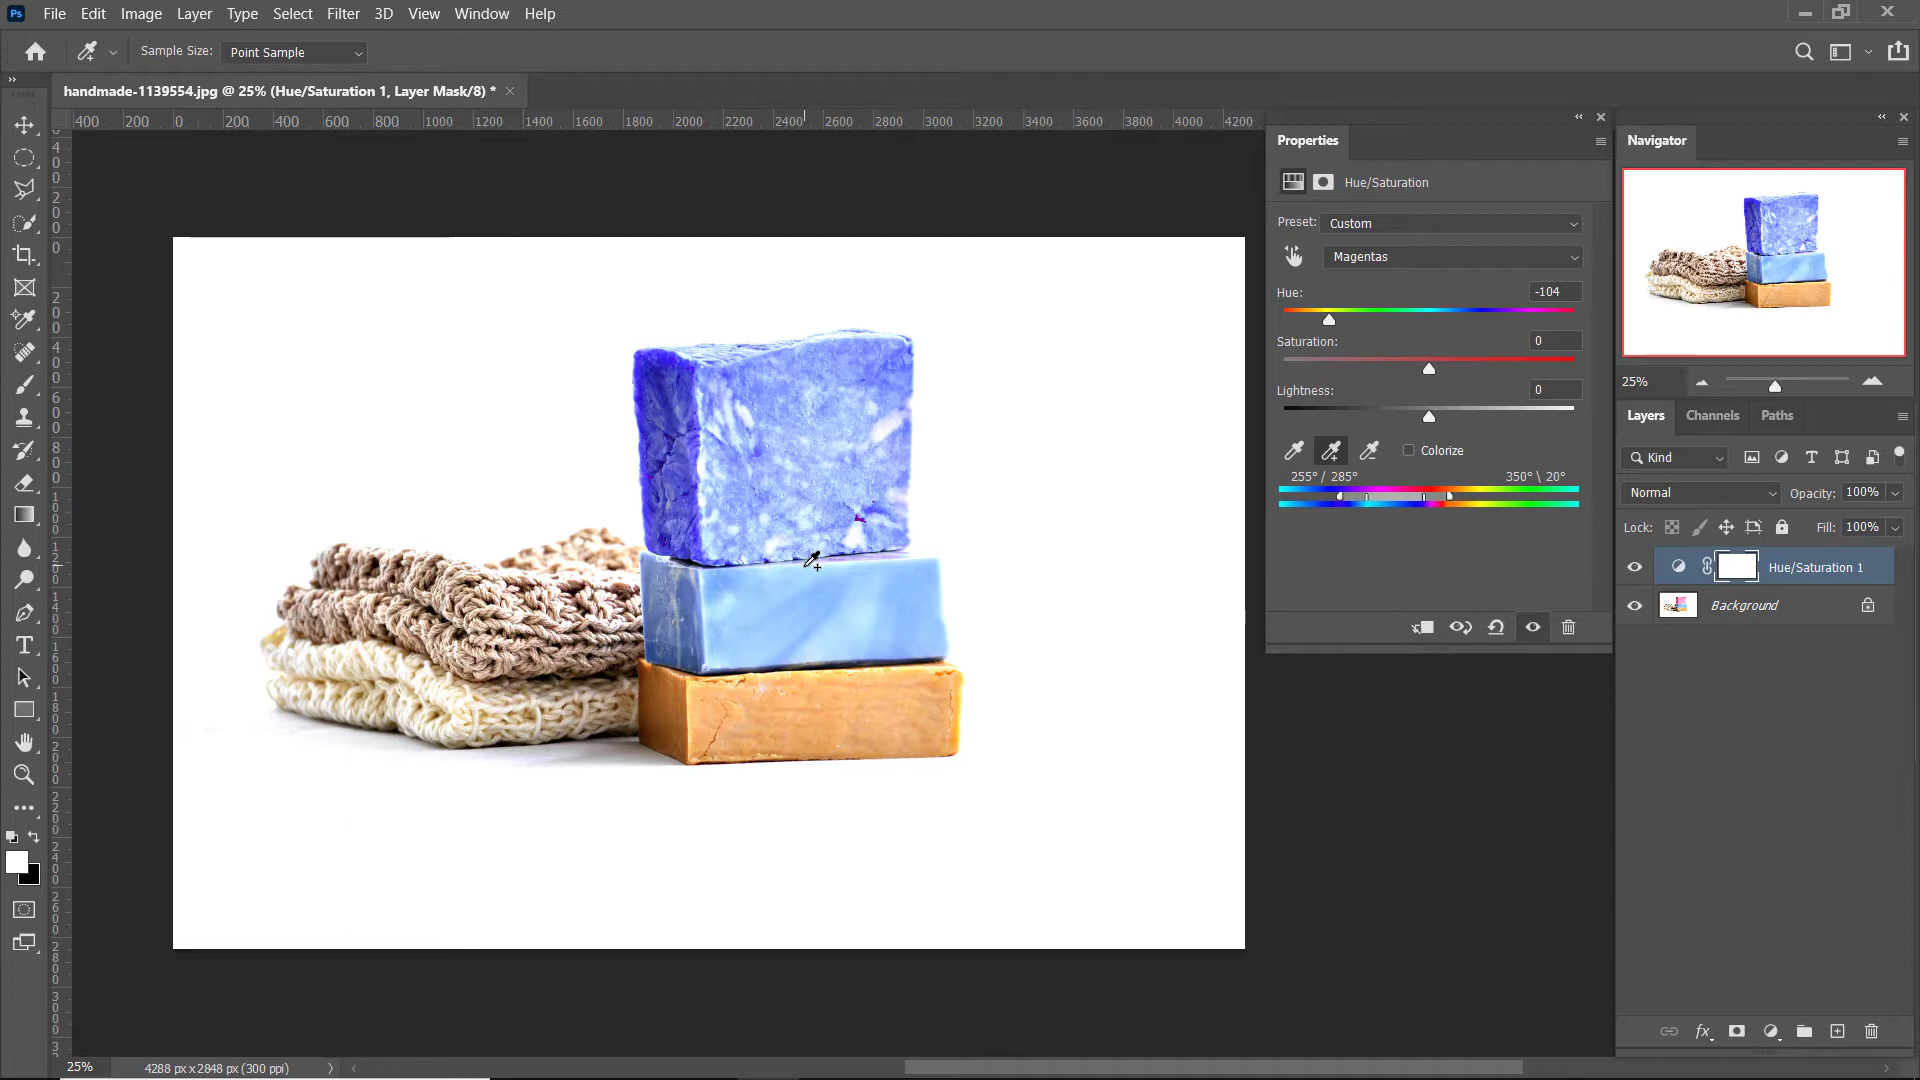 Ps File Edit Image Layer Type Select Filter 3D View Window Help
Sample Size: Point Sample
handmade-1139554.jpg @ 25% (Hue/Saturation 1, Layer Mask/8) *
400 200 0 200 400 600 800 1000 1200 1400 1600 1800 2000 2200 2400 2600 2800 3000 3200 3400 3600 3800 4000 4200
Properties
Hue/Saturation
Preset: Custom
Magentas
Hue: -104
Saturation: 0
Lightness: 0
Colorize
255° / 285° 350° \ 20°
Navigator
25%
Layers Channels Paths
Kind
Normal Opacity: 100%
Lock: Fill: 100%
Hue/Saturation 1
Background
fx
25% 4288 px x 2848 px (300 ppi)